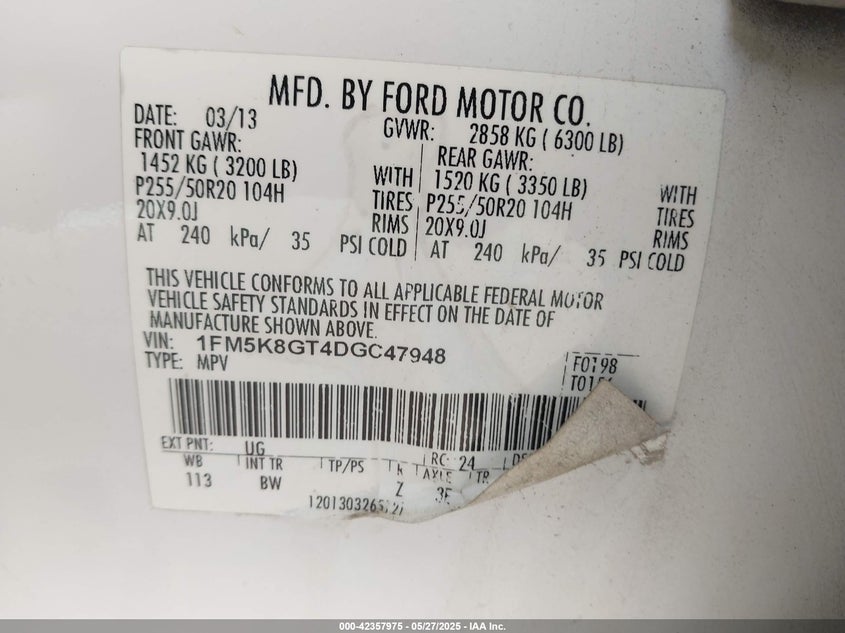 MFD. BY FORD MOTOR CO.
DATE: 03/13
GVWR: 2858 KG ( 6300 LB)
FRONT GAWR:
REAR GAWR:
1452 KG ( 3200 LB) WITH
1520 KG ( 3350 LB) WITH
P255/50R20 104H TIRES
P255/50R20 104H TIRES
20X9.0J RIMS
20X9.0J RIMS
AT 240 kPa/ 35 PSI COLD
AT 240 kPa/ 35 PSI COLD
THIS VEHICLE CONFORMS TO ALL APPLICABLE FEDERAL MOTOR
VEHICLE SAFETY STANDARDS IN EFFECT ON THE DATE OF
MANUFACTURE SHOWN ABOVE.
VIN: 1FM5K8GT4DGC47948
TYPE: MPV
F0198
EXT PNT: UG RC: 24
WB INT TR TP/PS R AXLE TR
113 BW Z
000-42357975 — 05/27/2025 — IAA Inc.